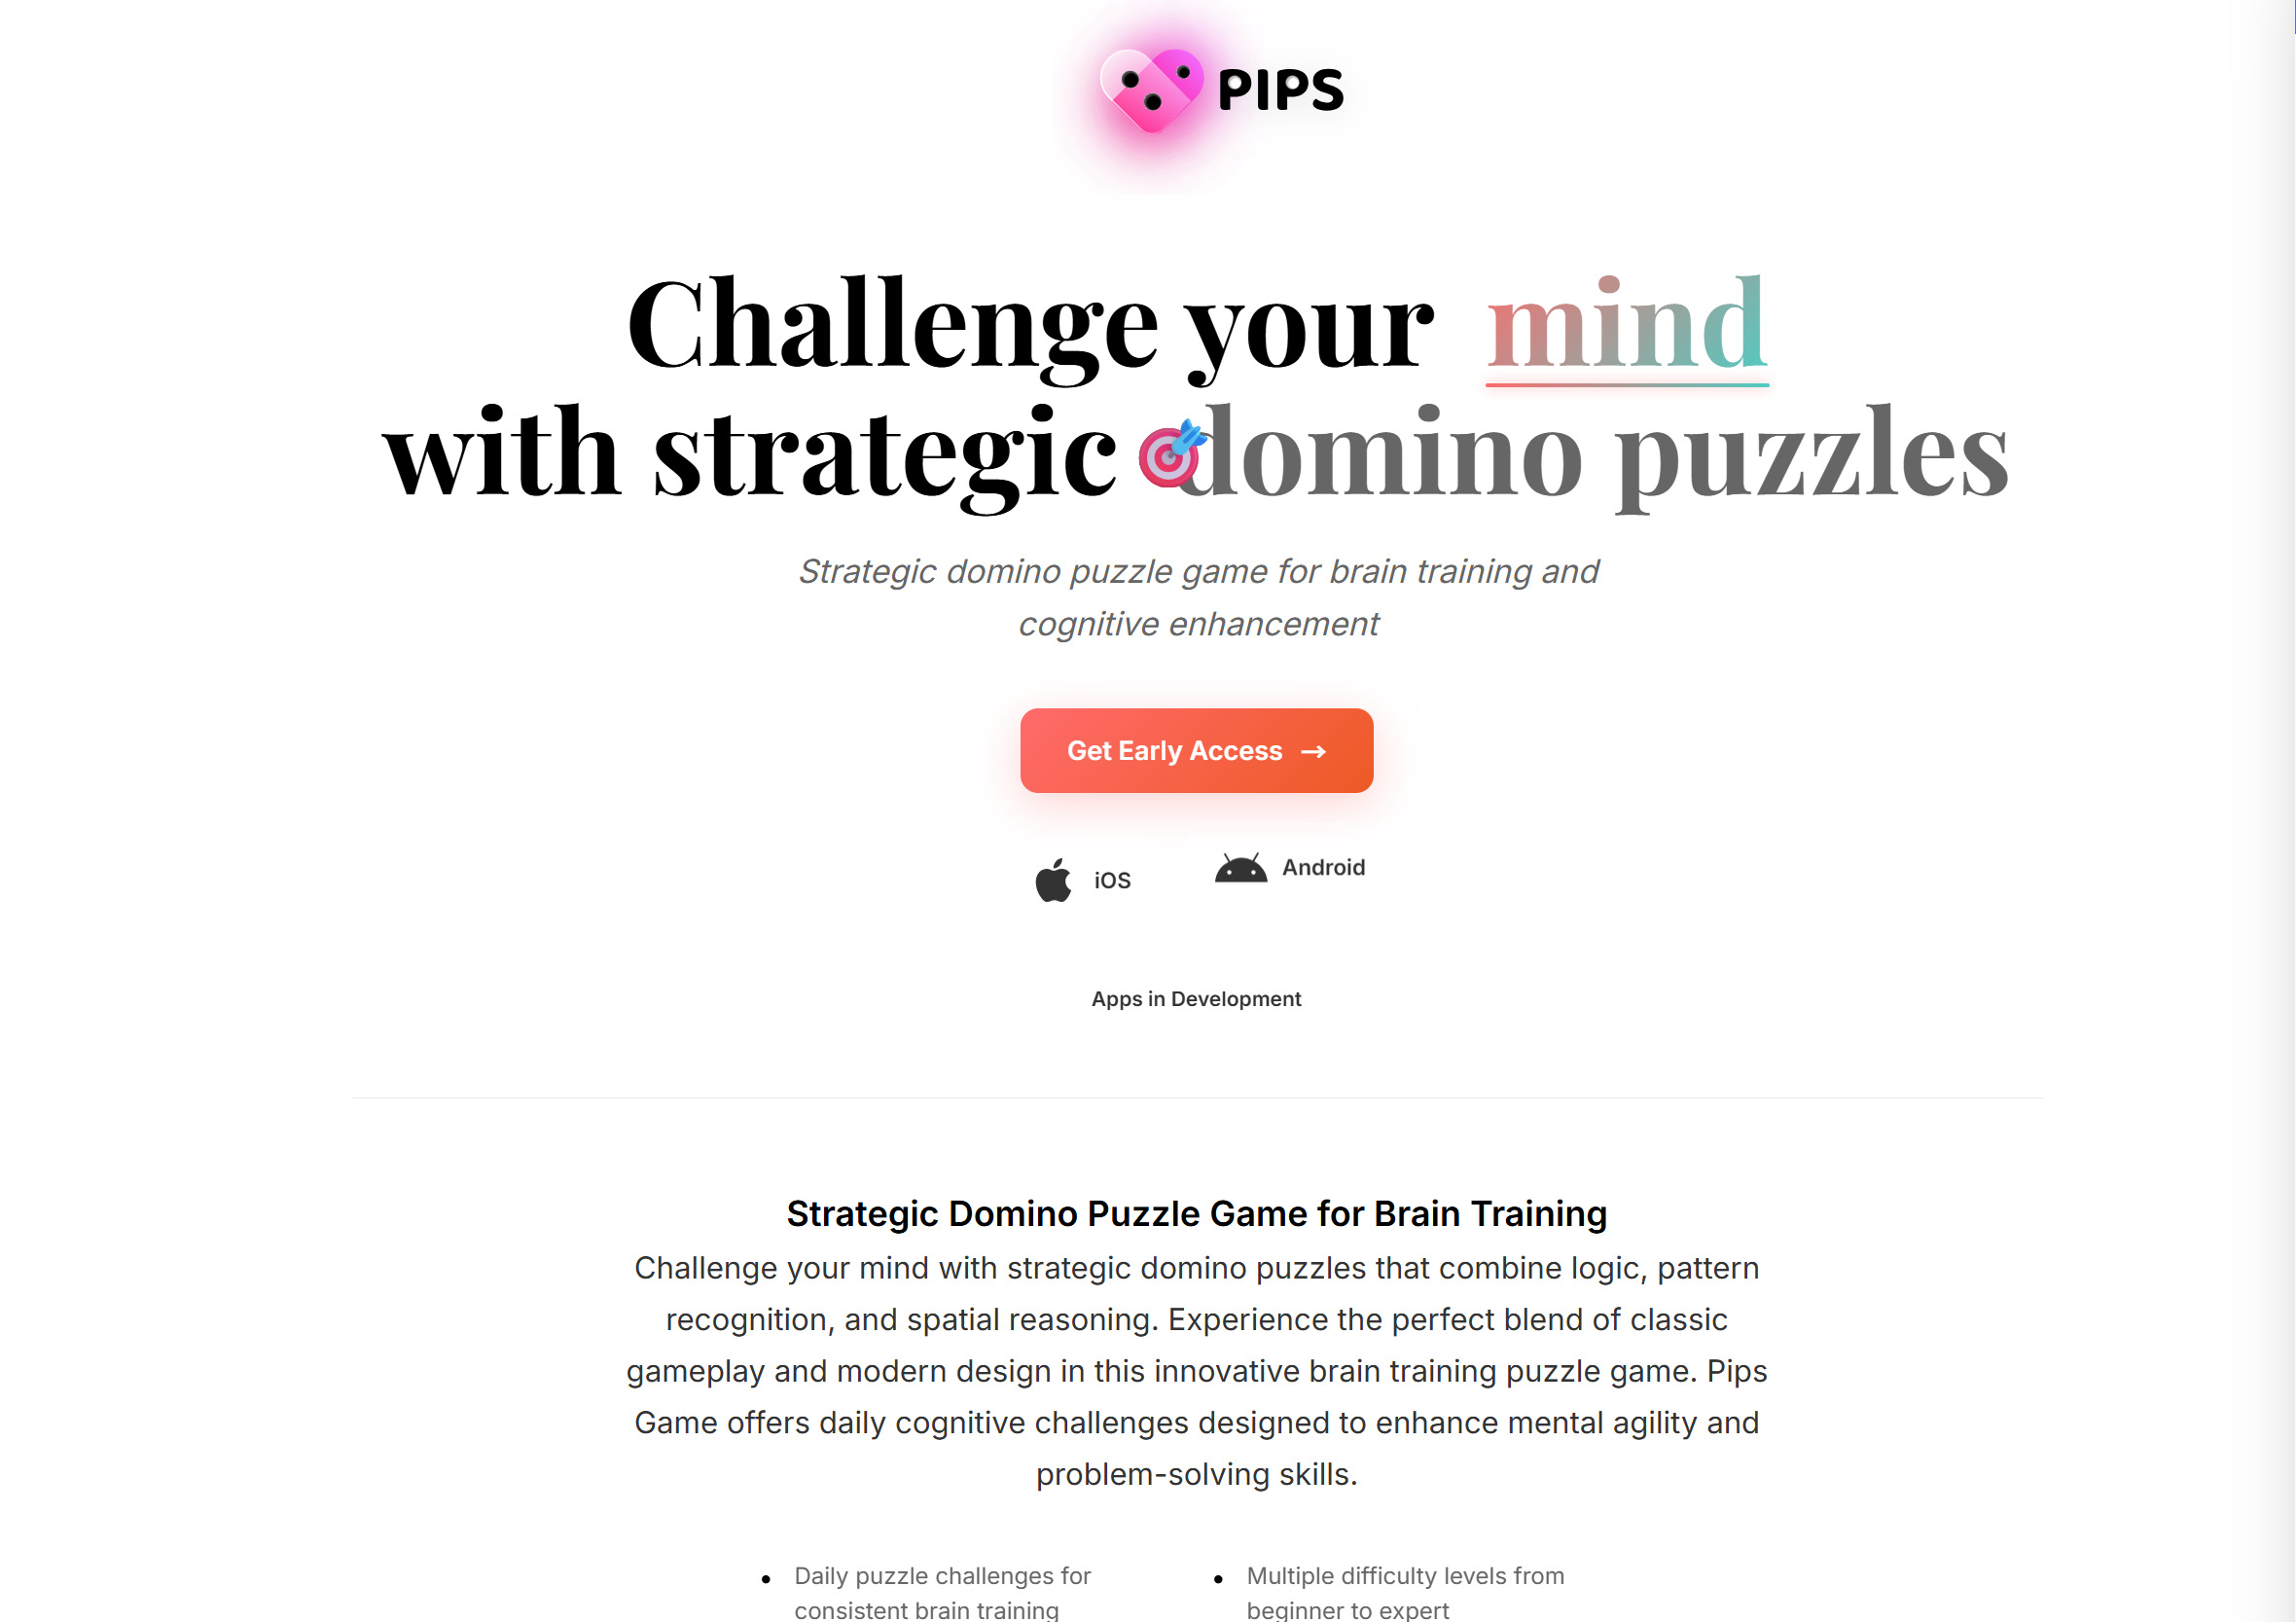 PIPS
Challenge your mind
with strategic domino puzzles
Strategic domino puzzle game for brain training and
cognitive enhancement
Get Early Access →
iOS
Android
Apps in Development
Strategic Domino Puzzle Game for Brain Training
Challenge your mind with strategic domino puzzles that combine logic, pattern
recognition, and spatial reasoning. Experience the perfect blend of classic
gameplay and modern design in this innovative brain training puzzle game. Pips
Game offers daily cognitive challenges designed to enhance mental agility and
problem-solving skills.
• Daily puzzle challenges for
consistent brain training
• Multiple difficulty levels from
beginner to expert